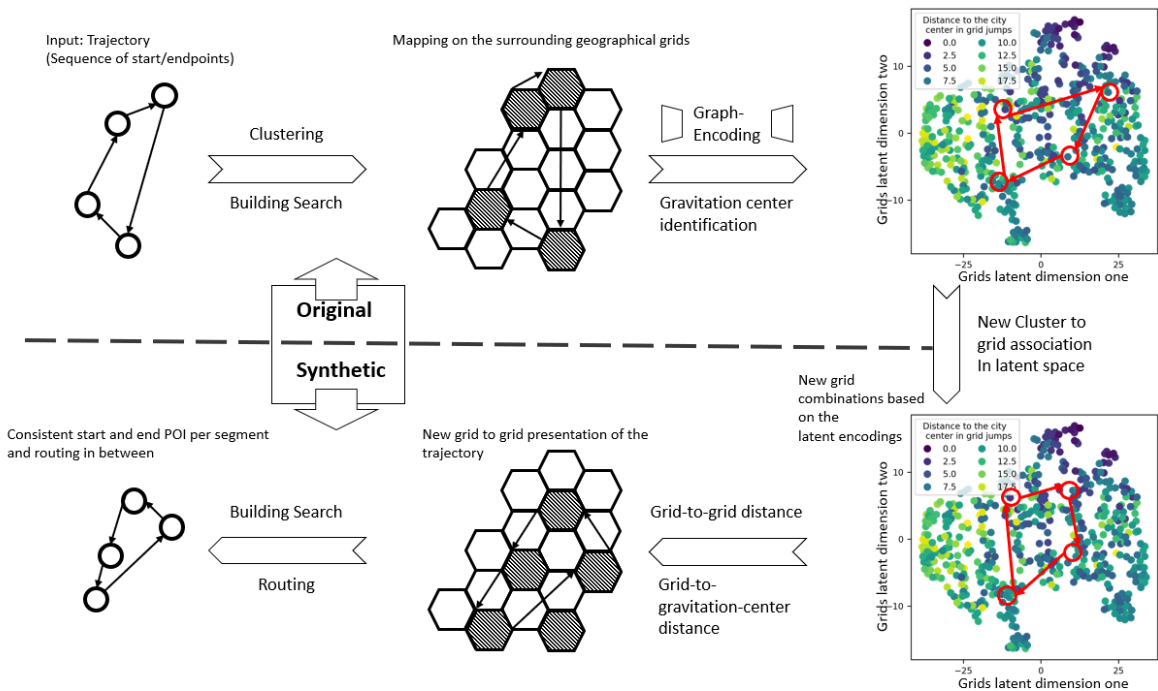 Input: Trajectory
(Sequence of start/endpoints)
Clustering
Building Search
Mapping on the surrounding geographical grids
Graph-
Encoding
Gravitation center
identification
Distance to the city
center in grid jumps
0.0 10.0
2.5 12.5
5.0 15.0
7.5 17.5
10
0
−10
Grids latent dimension two
−25 0 25
Grids latent dimension one
Original
Synthetic
New Cluster to
grid association
In latent space
New grid
combinations based
on the
latent encodings
Consistent start and end POI per segment
and routing in between
Building Search
Routing
New grid to grid presentation of the
trajectory
Grid-to-grid distance
Grid-to-
gravitation-center
distance
Distance to the city
center in grid jumps
0.0 10.0
2.5 12.5
5.0 15.0
7.5 17.5
10
0
−10
Grids latent dimension two
−25 0 25
Grids latent dimension one